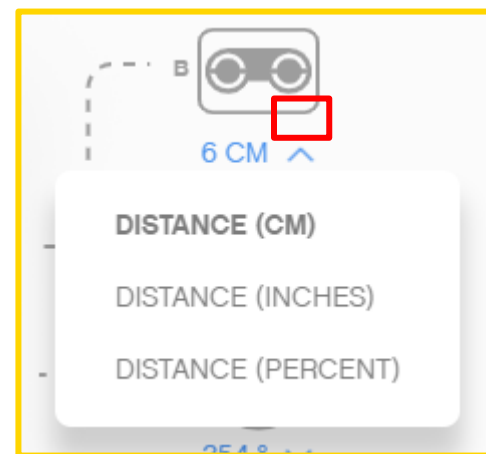 B
6 CM
DISTANCE (CM)
DISTANCE (INCHES)
DISTANCE (PERCENT)